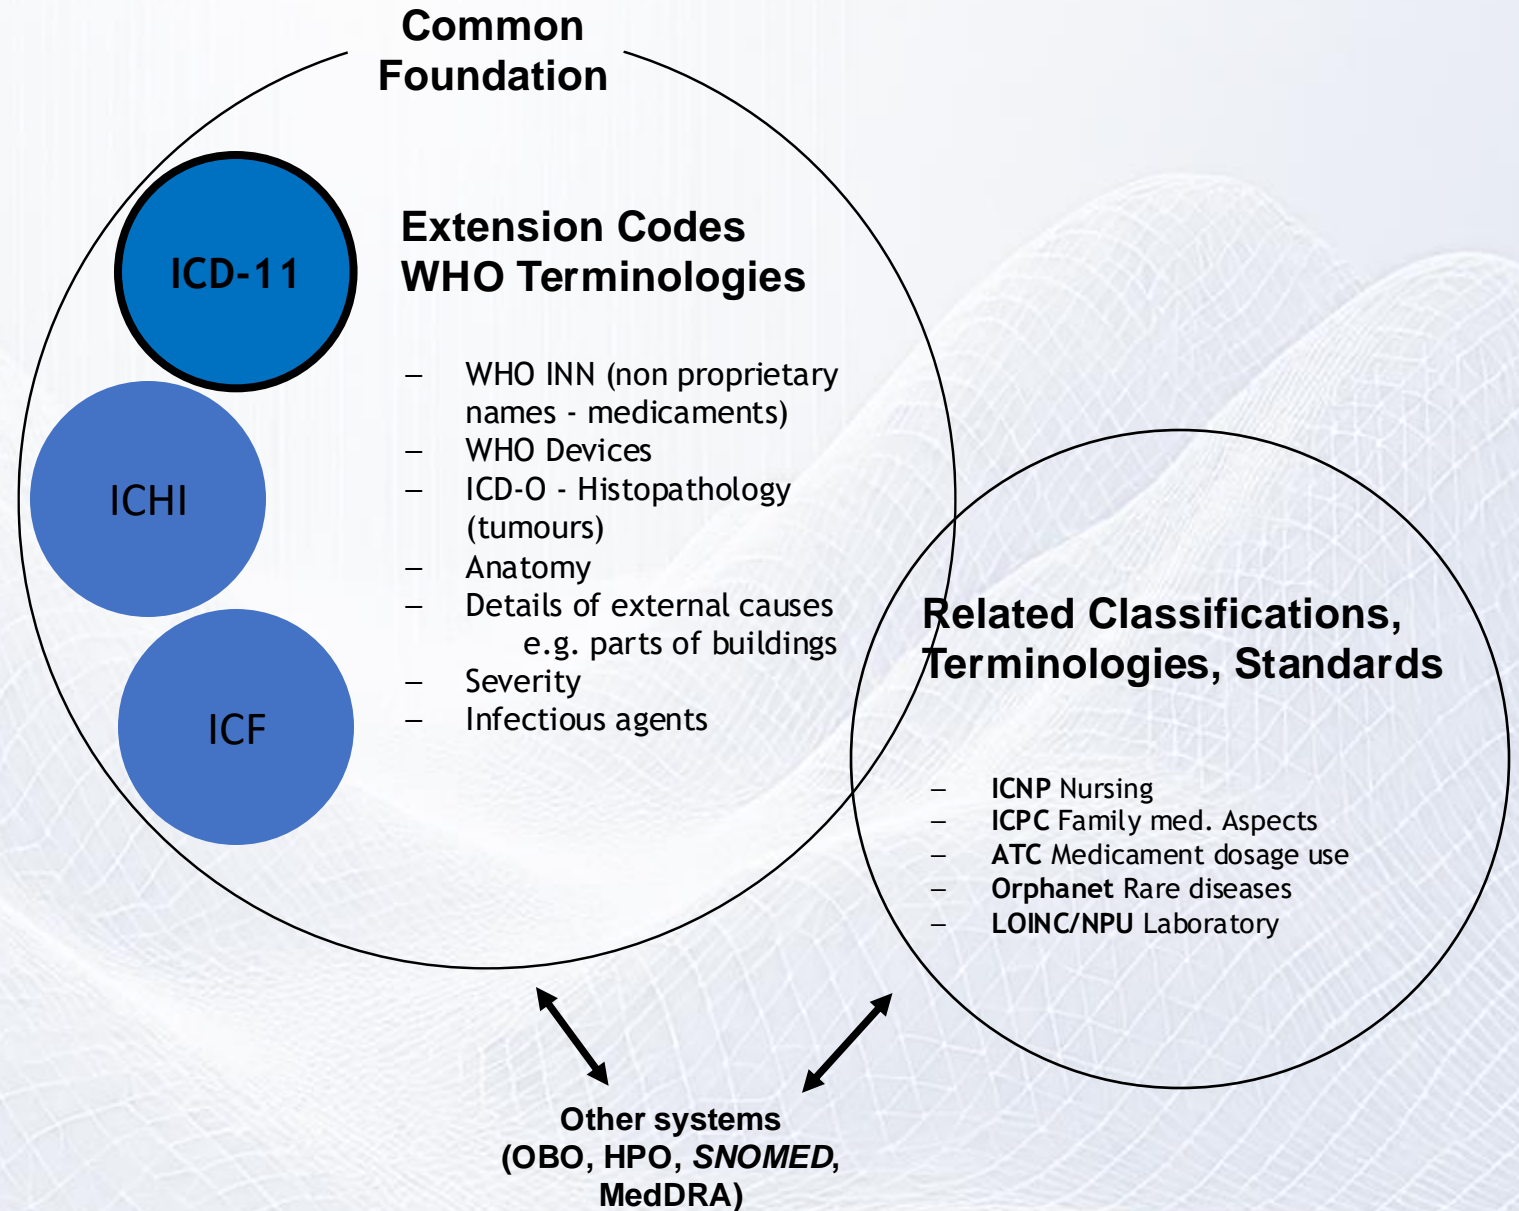 Common
Foundation
ICD-11
ICHI
ICF
Extension Codes
WHO Terminologies
– WHO INN (non proprietary
names - medicaments)
– WHO Devices
– ICD-O - Histopathology
(tumours)
– Anatomy
– Details of external causes
e.g. parts of buildings
– Severity
– Infectious agents
Related Classifications,
Terminologies, Standards
– ICNP Nursing
– ICPC Family med. Aspects
– ATC Medicament dosage use
– Orphanet Rare diseases
– LOINC/NPU Laboratory
Other systems
(OBO, HPO, SNOMED,
MedDRA)